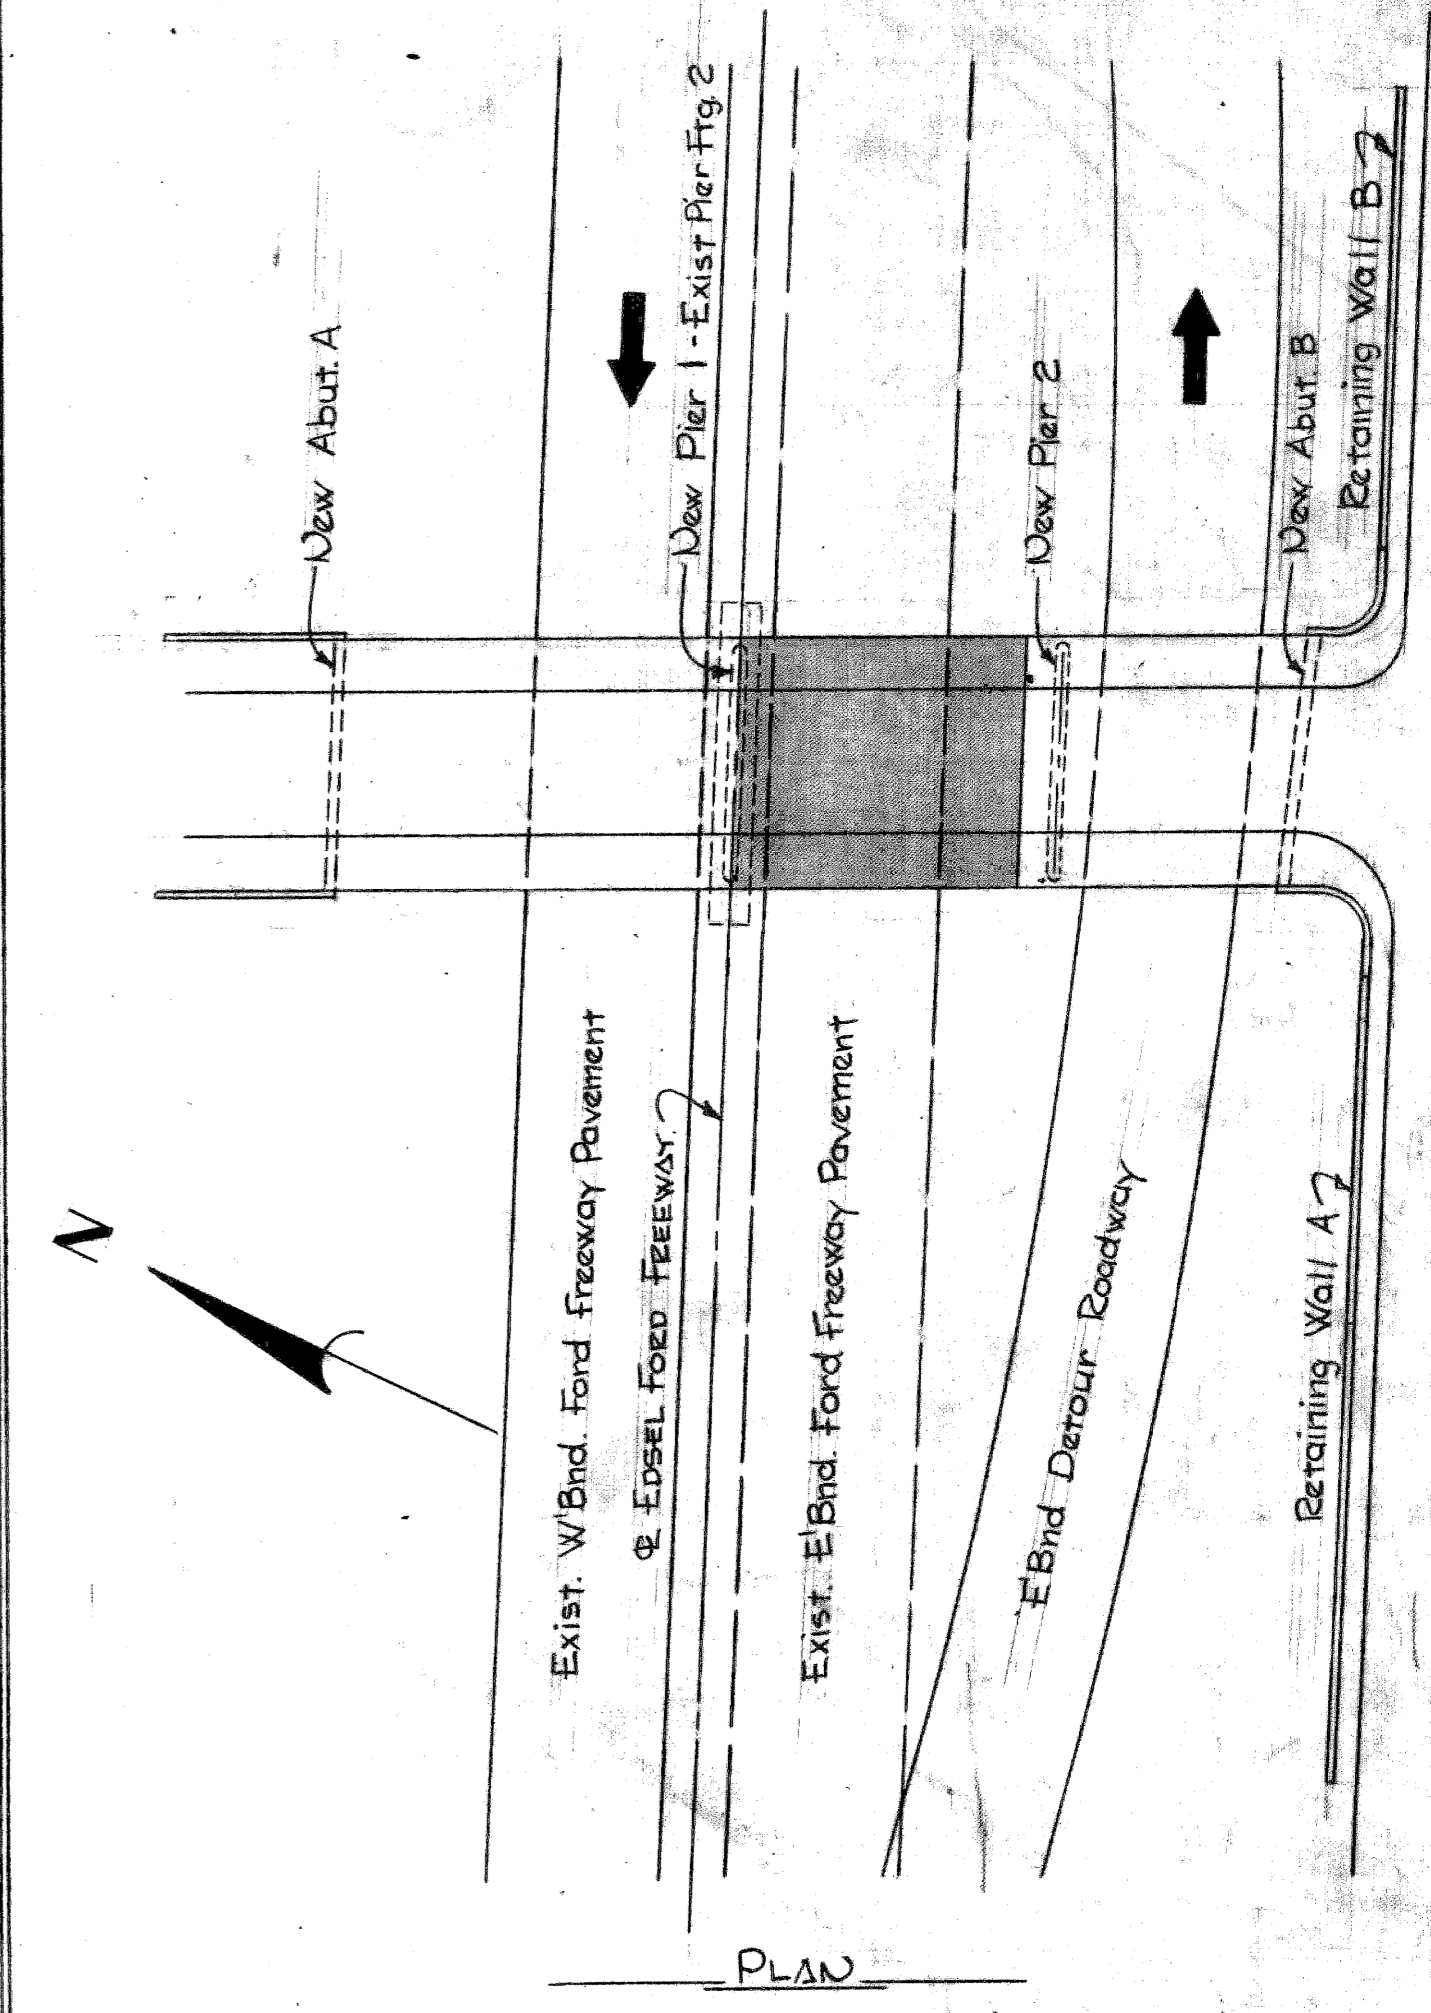 New Abut. A
New Pier 1 - Exist Pier Ftg. 2
New Pier 2
New Abut. B
Retaining Wall B
N
Exist. W'Bnd. Ford Freeway Pavement
℄ EDSEL FORD FREEWAY.
Exist. E'Bnd. Ford Freeway Pavement
E'Bnd Detour Roadway
Retaining Wall A
PLAN